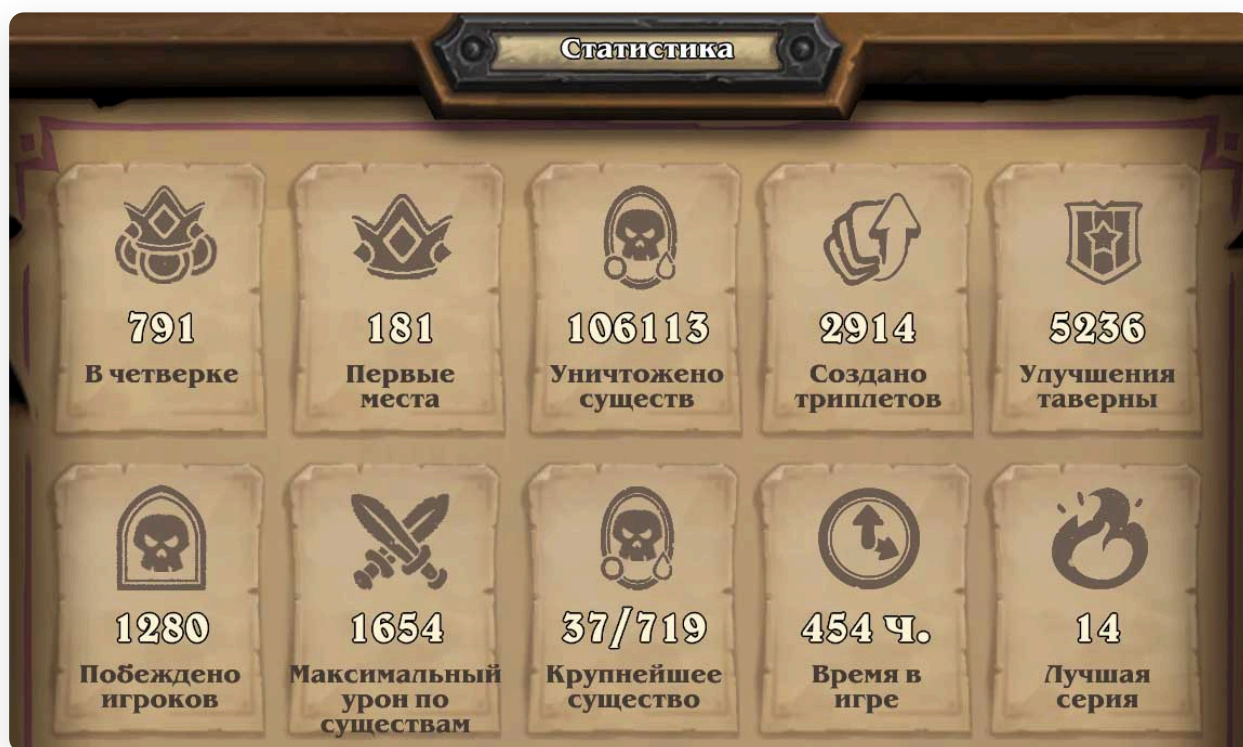 Статистика
791
В четверке
181
Первые
места
106113
Уничтожено
существ
2914
Создано
триплетов
5236
Улучшения
таверны
1280
Побеждено
игроков
1654
Максимальный
урон по
существам
37/719
Крупнейшее
существо
454 ч.
Время в
игре
14
Лучшая
серия